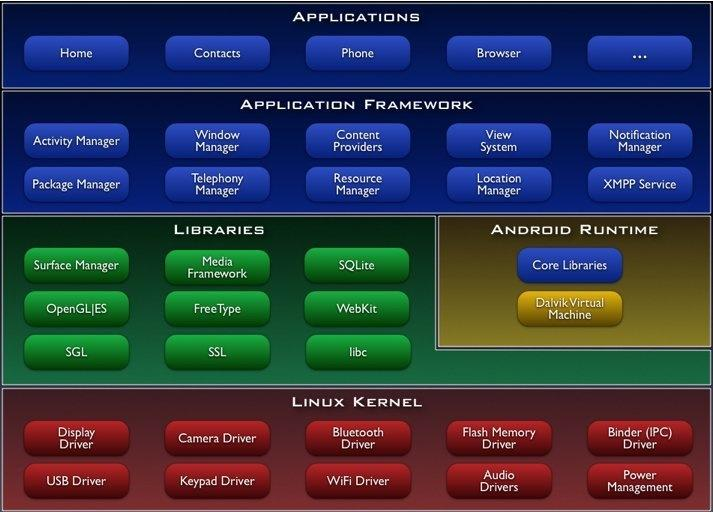 APPLICATIONS
Home
Contacts
Phone
Browser
...
APPLICATION FRAMEWORK
Activity Manager
Window
Manager
Content
Providers
View
System
Notification
Manager
Package Manager
Telephony
Manager
Resource
Manager
Location
Manager
XMPP Service
LIBRARIES
Surface Manager
Media
Framework
SQLite
OpenGL|ES
FreeType
WebKit
SGL
SSL
libc
ANDROID RUNTIME
Core Libraries
Dalvik Virtual
Machine
LINUX KERNEL
Display
Driver
Camera Driver
Bluetooth
Driver
Flash Memory
Driver
Binder (IPC)
Driver
USB Driver
Keypad Driver
WiFi Driver
Audio
Drivers
Power
Management